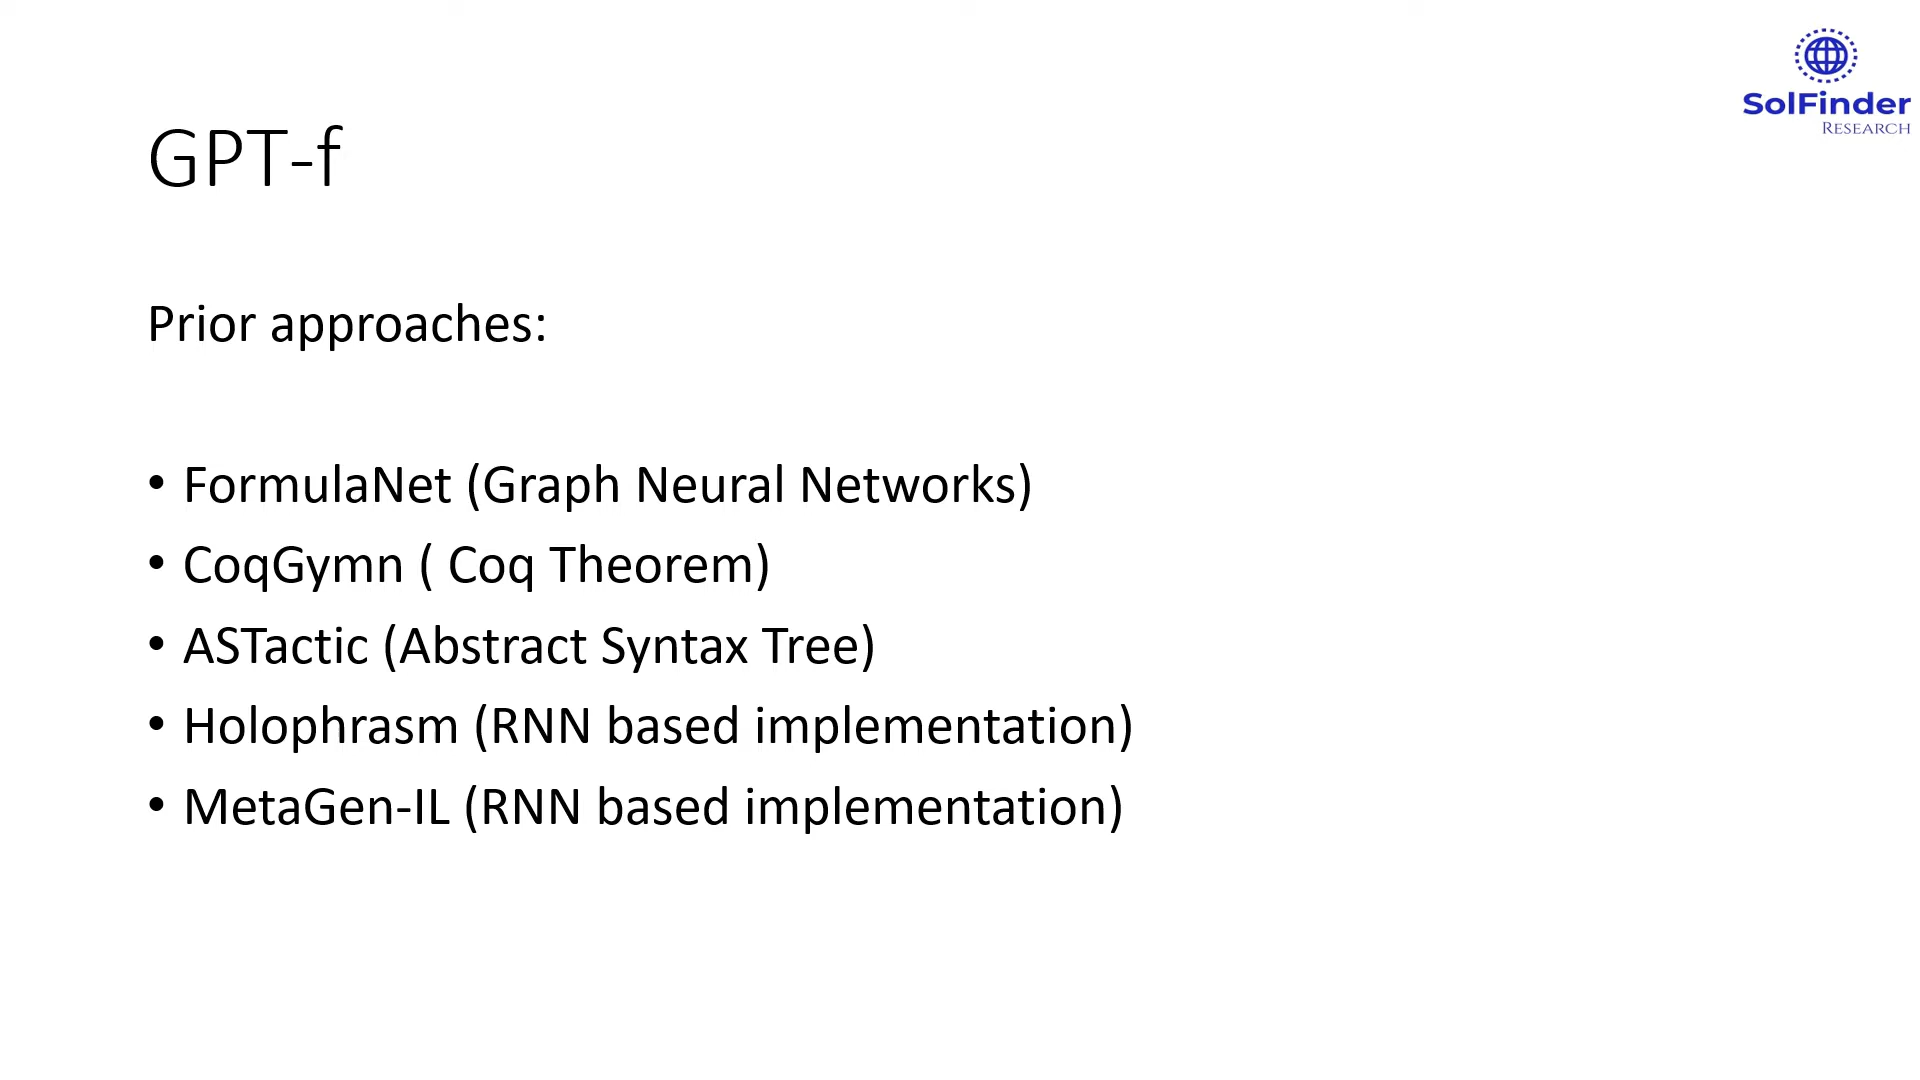 SolFinder
RESEARCH
GPT-f
Prior approaches:
• FormulaNet (Graph Neural Networks)
• CoqGymn ( Coq Theorem)
• ASTactic (Abstract Syntax Tree)
• Holophrasm (RNN based implementation)
• MetaGen-IL (RNN based implementation)